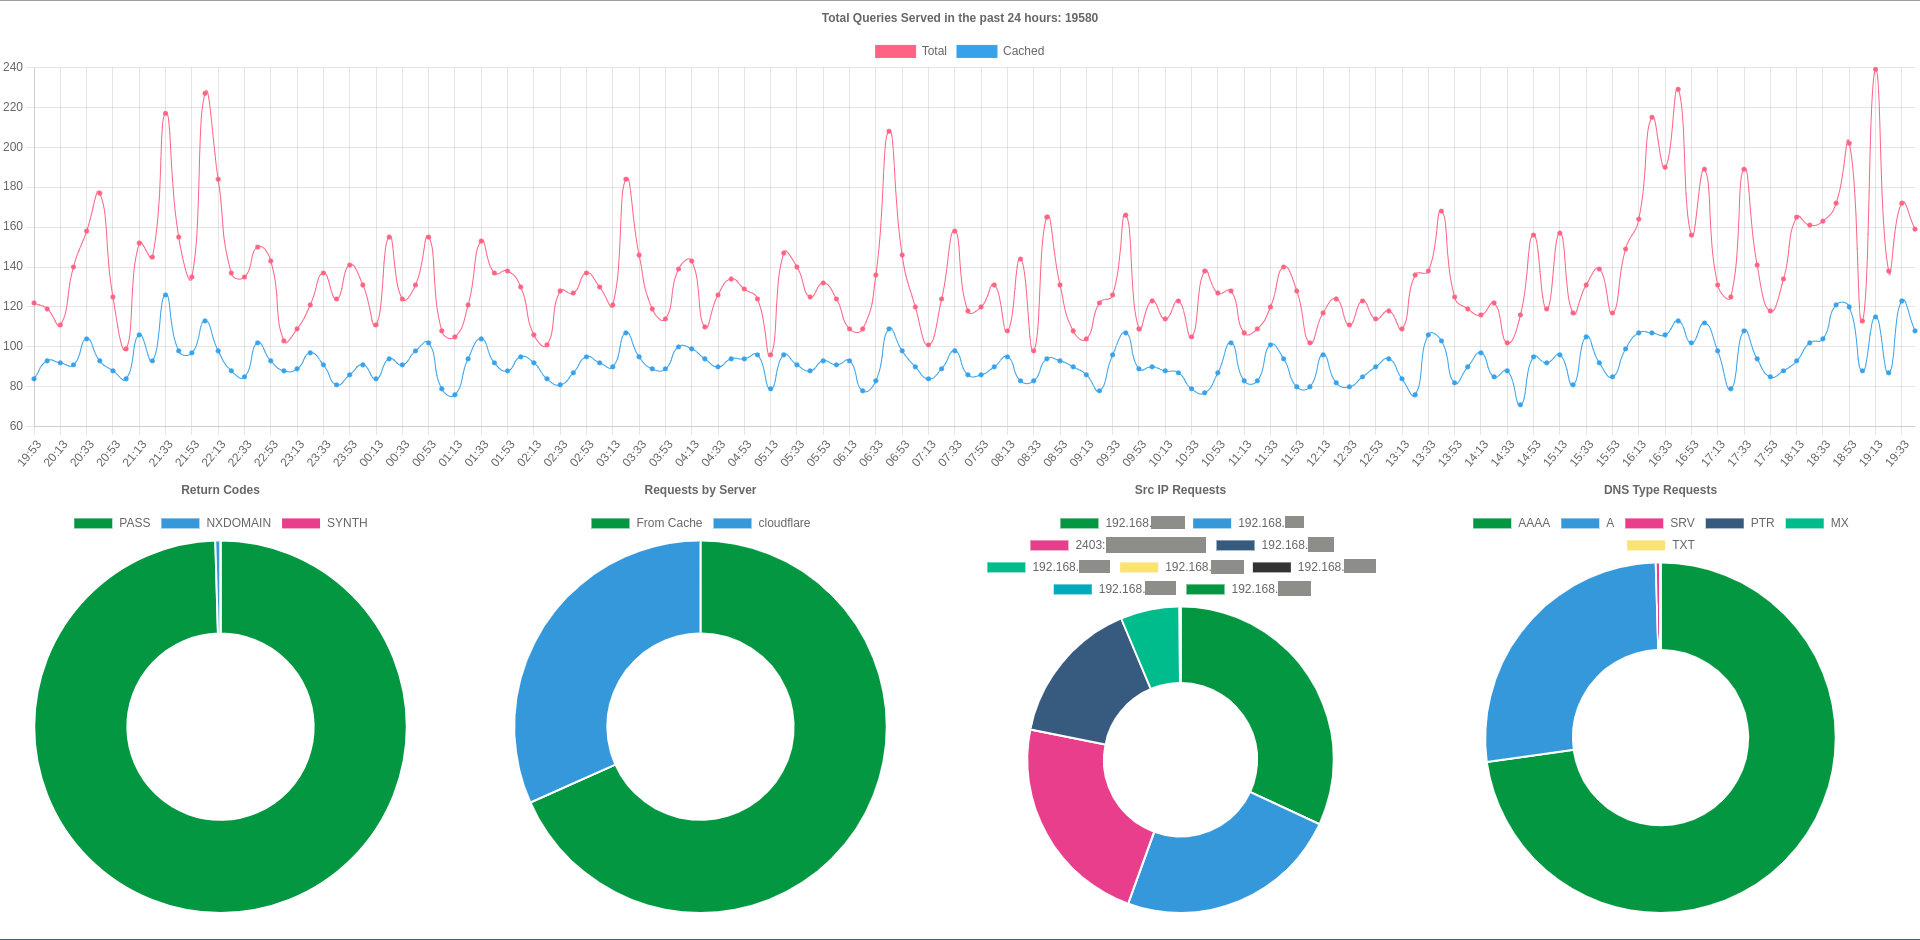 Total Queries Served in the past 24 hours: 19580
Total Cached
240
220
200
180
160
140
120
100
80
60
19:53 20:13 20:33 20:53 21:13 21:33 21:53 22:13 22:33 22:53 23:13 23:33 23:53 00:13 00:33 00:53 01:13 01:33 01:53 02:13 02:33 02:53 03:13 03:33 03:53 04:13 04:33 04:53 05:13 05:33 05:53 06:13 06:33 06:53 07:13 07:33 07:53 08:13 08:33 08:53 09:13 09:33 09:53 10:13 10:33 10:53 11:13 11:33 11:53 12:13 12:33 12:53 13:13 13:33 13:53 14:13 14:33 14:53 15:13 15:33 15:53 16:13 16:33 16:53 17:13 17:33 17:53 18:13 18:33 18:53 19:13 19:33
Return Codes
PASS NXDOMAIN SYNTH
Requests by Server
From Cache cloudflare
Src IP Requests
192.168. 192.168.
2403: 192.168.
192.168. 192.168. 192.168.
192.168. 192.168.
DNS Type Requests
AAAA A SRV PTR MX
TXT